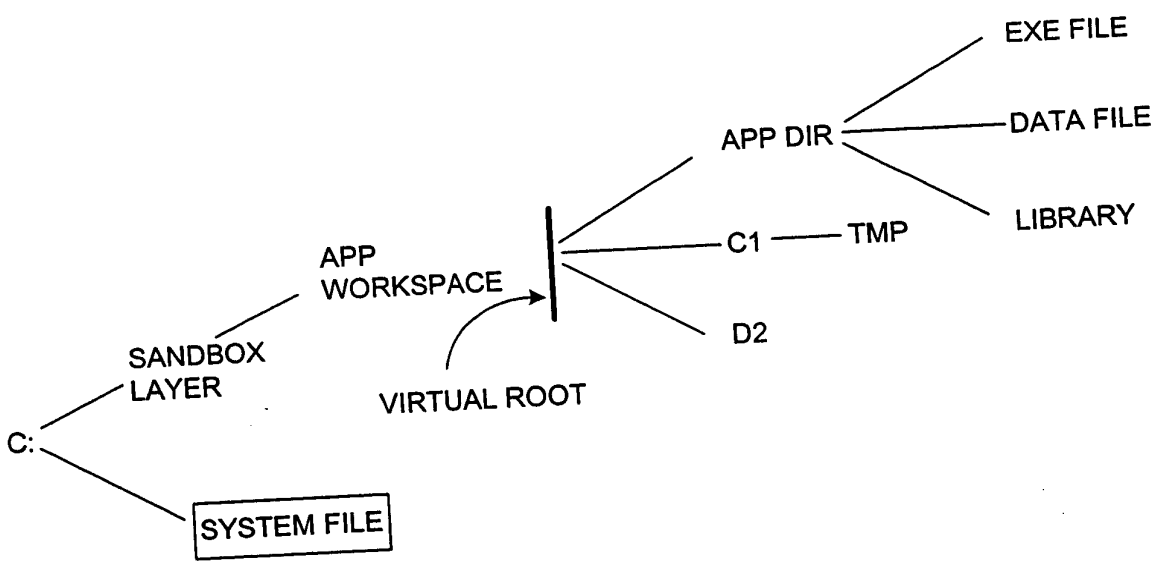 EXE FILE
APP DIR
DATA FILE
LIBRARY
C1
TMP
D2
APP
WORKSPACE
VIRTUAL ROOT
SANDBOX
LAYER
C:
SYSTEM FILE